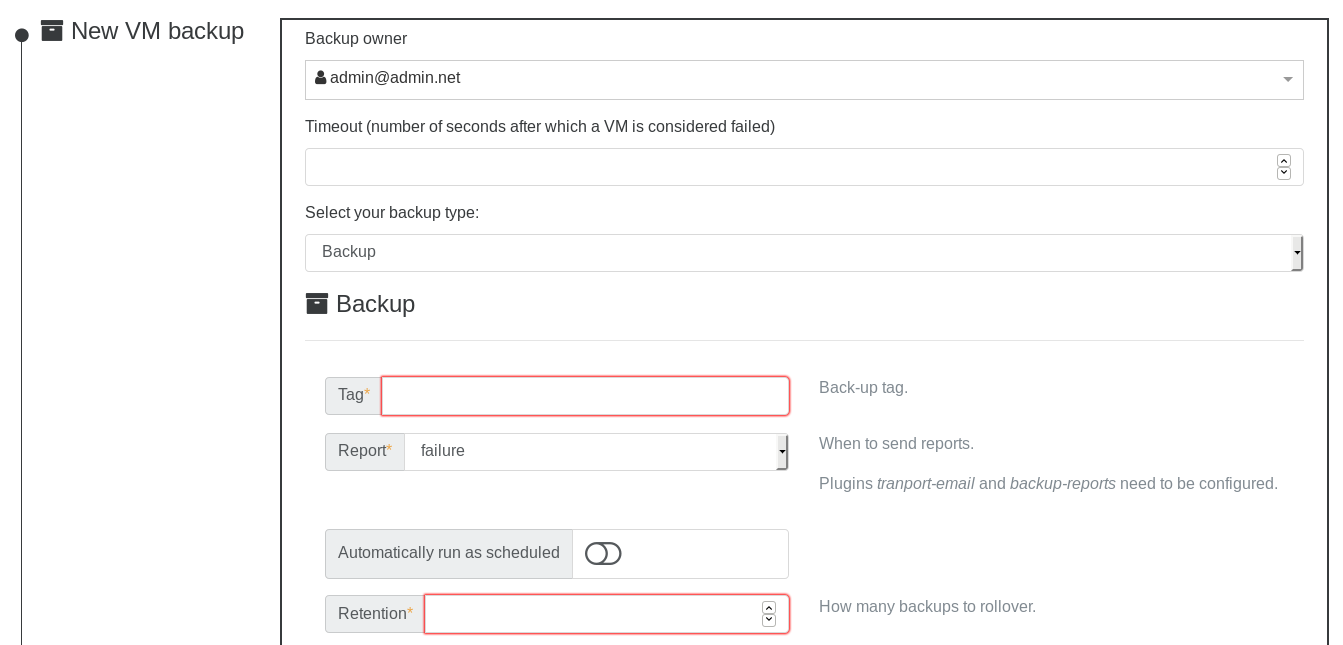 New VM backup
Backup owner
admin@admin.net
Timeout (number of seconds after which a VM is considered failed)
Select your backup type:
Backup
Backup
Tag*
Back-up tag.
Report* failure
When to send reports.
Plugins tranport-email and backup-reports need to be configured.
Automatically run as scheduled
Retention*
How many backups to rollover.